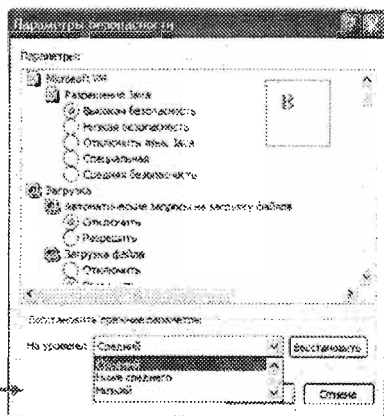 Параметры безопасности
Параметры:
Microsoft VM
Разрешения Java
Высокая безопасность
Низкая безопасность
Отключить язык Java
Специальная
Средняя безопасность
В
Загрузка
Автоматические запросы на загрузку файлов
Отключить
Разрешить
Загрузка файла
Отключить
Восстановить прежние параметры
На уровень: Средний
Восстановить
Ниже среднего
Низкий
Отмена